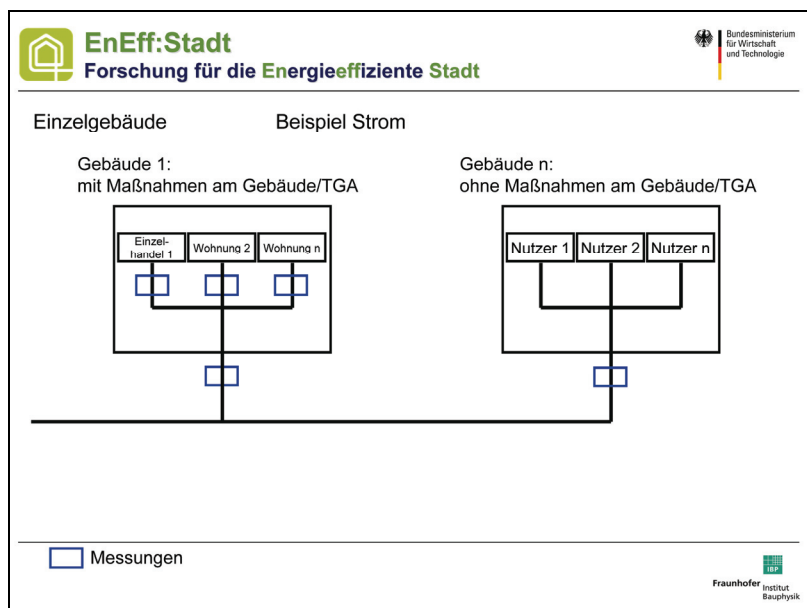 EnEff:Stadt
Forschung für die Energieeffiziente Stadt
Bundesministerium
für Wirtschaft
und Technologie
Einzelgebäude
Beispiel Strom
Gebäude 1:
mit Maßnahmen am Gebäude/TGA
Gebäude n:
ohne Maßnahmen am Gebäude/TGA
Einzel-
handel 1
Wohnung 2
Wohnung n
Nutzer 1
Nutzer 2
Nutzer n
Messungen
IBP
Fraunhofer
Institut
Bauphysik